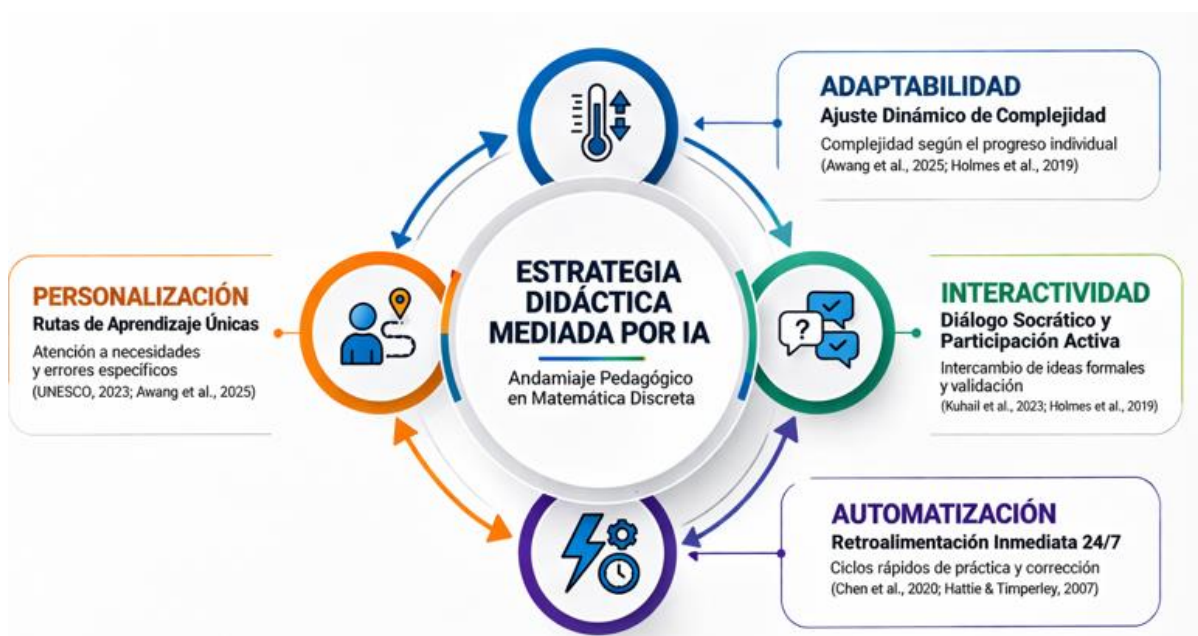 ADAPTABILIDAD
Ajuste Dinámico de Complejidad
Complejidad según el progreso individual
(Awang et al., 2025; Holmes et al., 2019)
ESTRATEGIA
DIDÁCTICA
MEDIADA POR IA
Andamiaje Pedagógico
en Matemática Discreta
PERSONALIZACIÓN
Rutas de Aprendizaje Únicas
Atención a necesidades
y errores específicos
(UNESCO, 2023; Awang et al., 2025)
?
INTERACTIVIDAD
Diálogo Socrático y
Participación Activa
Intercambio de ideas formales
y validación
(Kuhail et al., 2023; Holmes et al., 2019)
AUTOMATIZACIÓN
Retroalimentación Inmediata 24/7
Ciclos rápidos de práctica y corrección
(Chen et al., 2020; Hattie & Timperley, 2007)